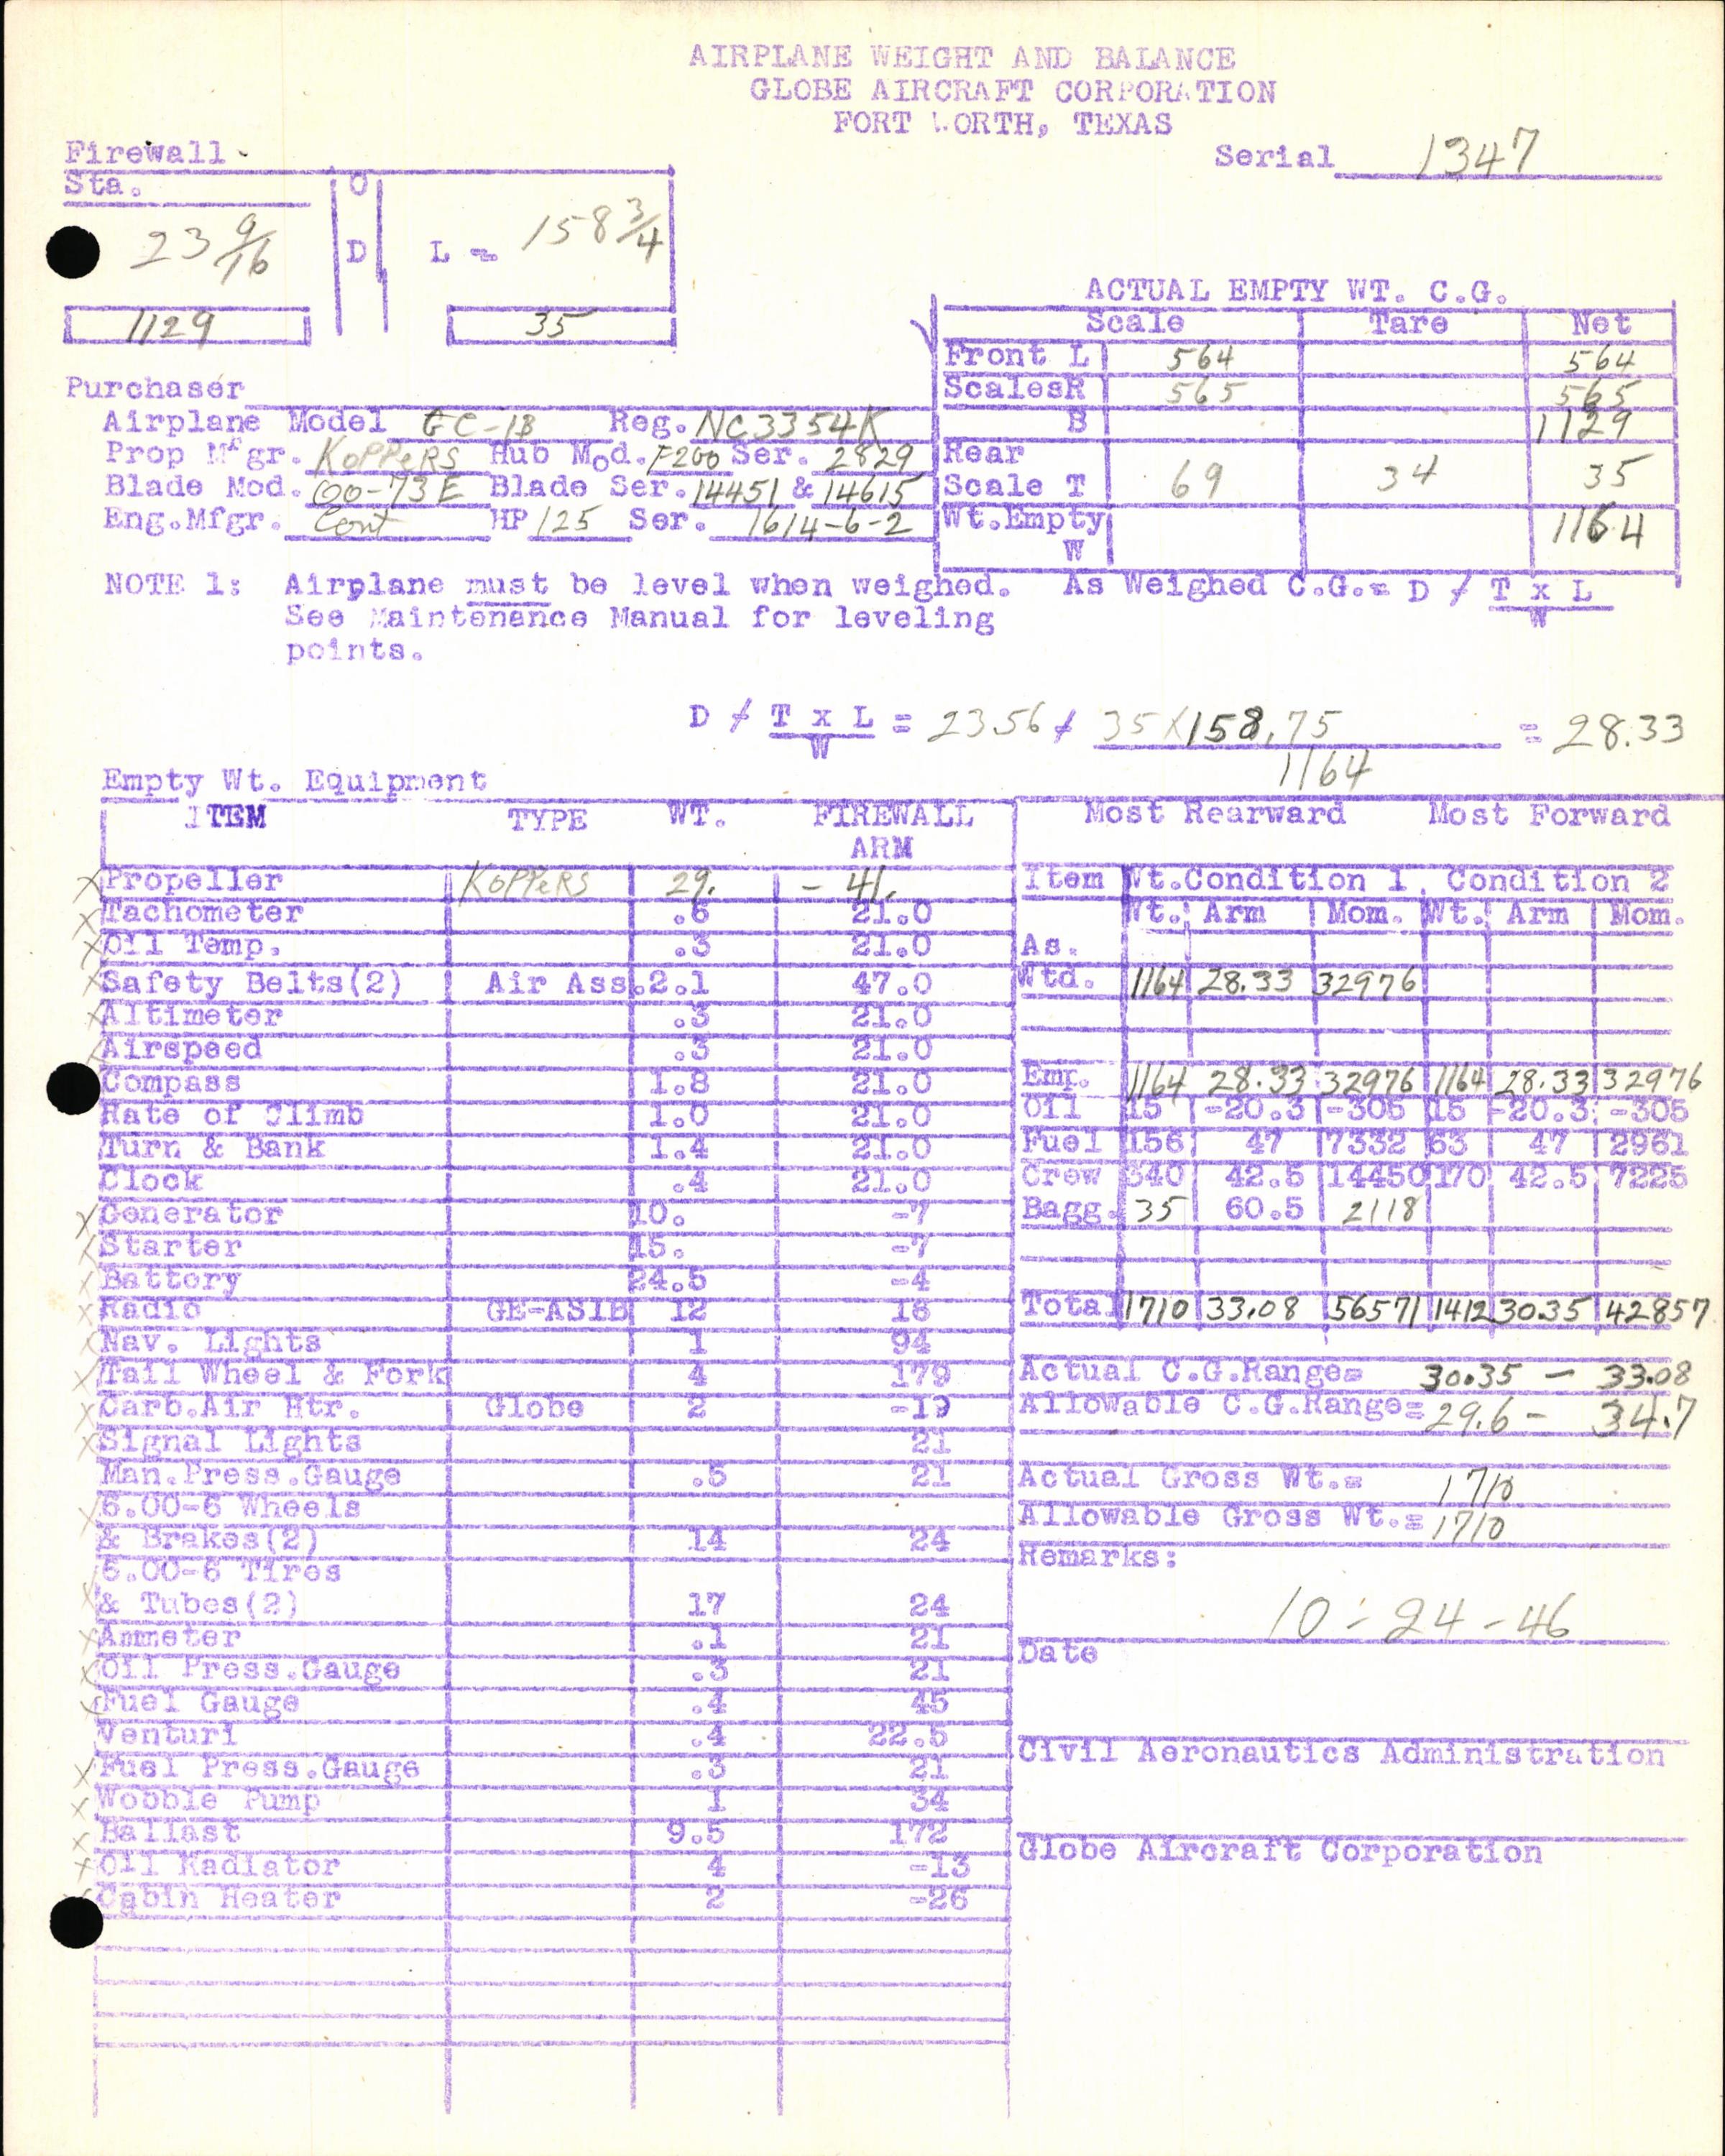 AIRPLANE WEIGHT AND BALANCE
GLOBE AIRCRAFT CORPORATION
FORT WORTH, TEXAS
Serial 1347
Firewall
Sta. O
23 9/16 D L = 158 3/4
1129 35
ACTUAL EMPTY WT. C.G.
Scale Tare Net
Front L 564 564
Scales R 565 565
B 1129
Rear
Scale T 69 34 35
Wt. Empty 1164
W
Purchaser
Airplane Model GC-1B Reg. NC3354K
Prop Mfgr. KOPPERS Hub Mod. F200 Ser. 2829
Blade Mod. 00-73E Blade Ser. 14451 & 14615
Eng.Mfgr. Cont HP 125 Ser. 1614-6-2
NOTE 1: Airplane must be level when weighed.
See Maintenance Manual for leveling
points.
As Weighed C.G.= D / T x L
W
D / T x L = 23.56 / 35 X 158.75 = 28.33
W 1164
Empty Wt. Equipment
ITEM TYPE WT. FIREWALL
ARM
X Propeller KOPPERS 29. - 41.
X Tachometer .6 21.0
X Oil Temp. .3 21.0
X Safety Belts(2) Air Ass. 2.1 47.0
X Altimeter .3 21.0
X Airspeed .3 21.0
X Compass 1.8 21.0
Rate of Climb 1.0 21.0
Turn & Bank 1.4 21.0
Clock .4 21.0
X Generator 10. -7
X Starter 15. -7
X Battery 24.5 -4
X Radio GE-AS1B 12 18
X Nav. Lights 1 94
X Tail Wheel & Fork 4 179
X Carb.Air Htr. Globe 2 -19
X Signal Lights 21
Man.Press.Gauge .5 21
X 6.00-6 Wheels
& Brakes(2) 14 24
X 6.00-6 Tires
& Tubes(2) 17 24
X Ammeter .1 21
X Oil Press.Gauge .3 21
X Fuel Gauge .4 45
Venturi .4 22.5
X Fuel Press.Gauge .3 21
X Wobble Pump 1 34
X Ballast 9.5 172
X Oil Radiator 4 -13
X Cabin Heater 2 -26
Most Rearward Most Forward
Item Wt. Condition 1 Condition 2
Wt. Arm Mom. Wt. Arm Mom.
As.
Wtd. 1164 28.33 32976
Emp. 1164 28.33 32976 1164 28.33 32976
Oil 15 -20.3 -305 15 -20.3 -305
Fuel 156 47 7332 63 47 2961
Crew 340 42.5 14450 170 42.5 7225
Bagg. 35 60.5 2118
Total 1710 33.08 56571 1412 30.35 42857
Actual C.G.Range= 30.35 - 33.08
Allowable C.G.Range= 29.6 - 34.7
Actual Gross Wt.= 1710
Allowable Gross Wt.= 1710
Remarks:
10-24-46
Date
Civil Aeronautics Administration
Globe Aircraft Corporation